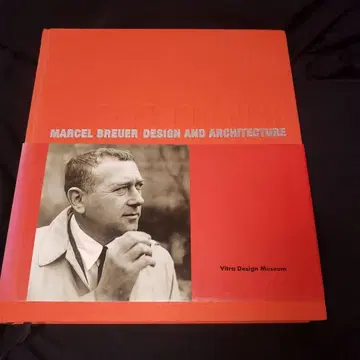 MARCEL BREUER DESIGN AND ARCHITECTURE
Vitra Design Museum